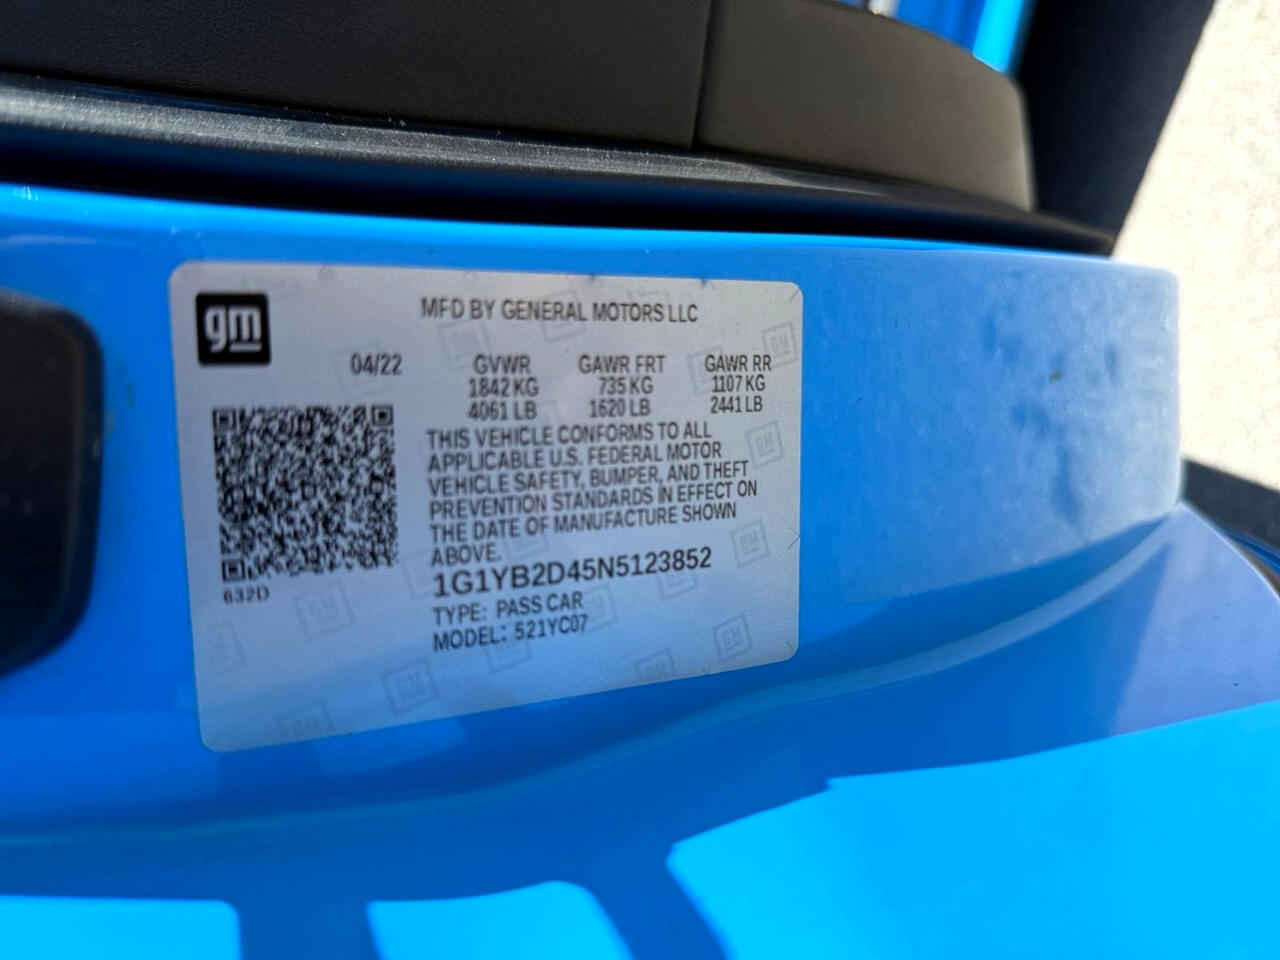 gm
MFD BY GENERAL MOTORS LLC
04/22 GVWR GAWR FRT GAWR RR
1842 KG 735 KG 1107 KG
4061 LB 1620 LB 2441 LB
THIS VEHICLE CONFORMS TO ALL
APPLICABLE U.S. FEDERAL MOTOR
VEHICLE SAFETY, BUMPER, AND THEFT
PREVENTION STANDARDS IN EFFECT ON
THE DATE OF MANUFACTURE SHOWN
ABOVE.
1G1YB2D45N5123852
632D
TYPE: PASS CAR
MODEL: 521YC07